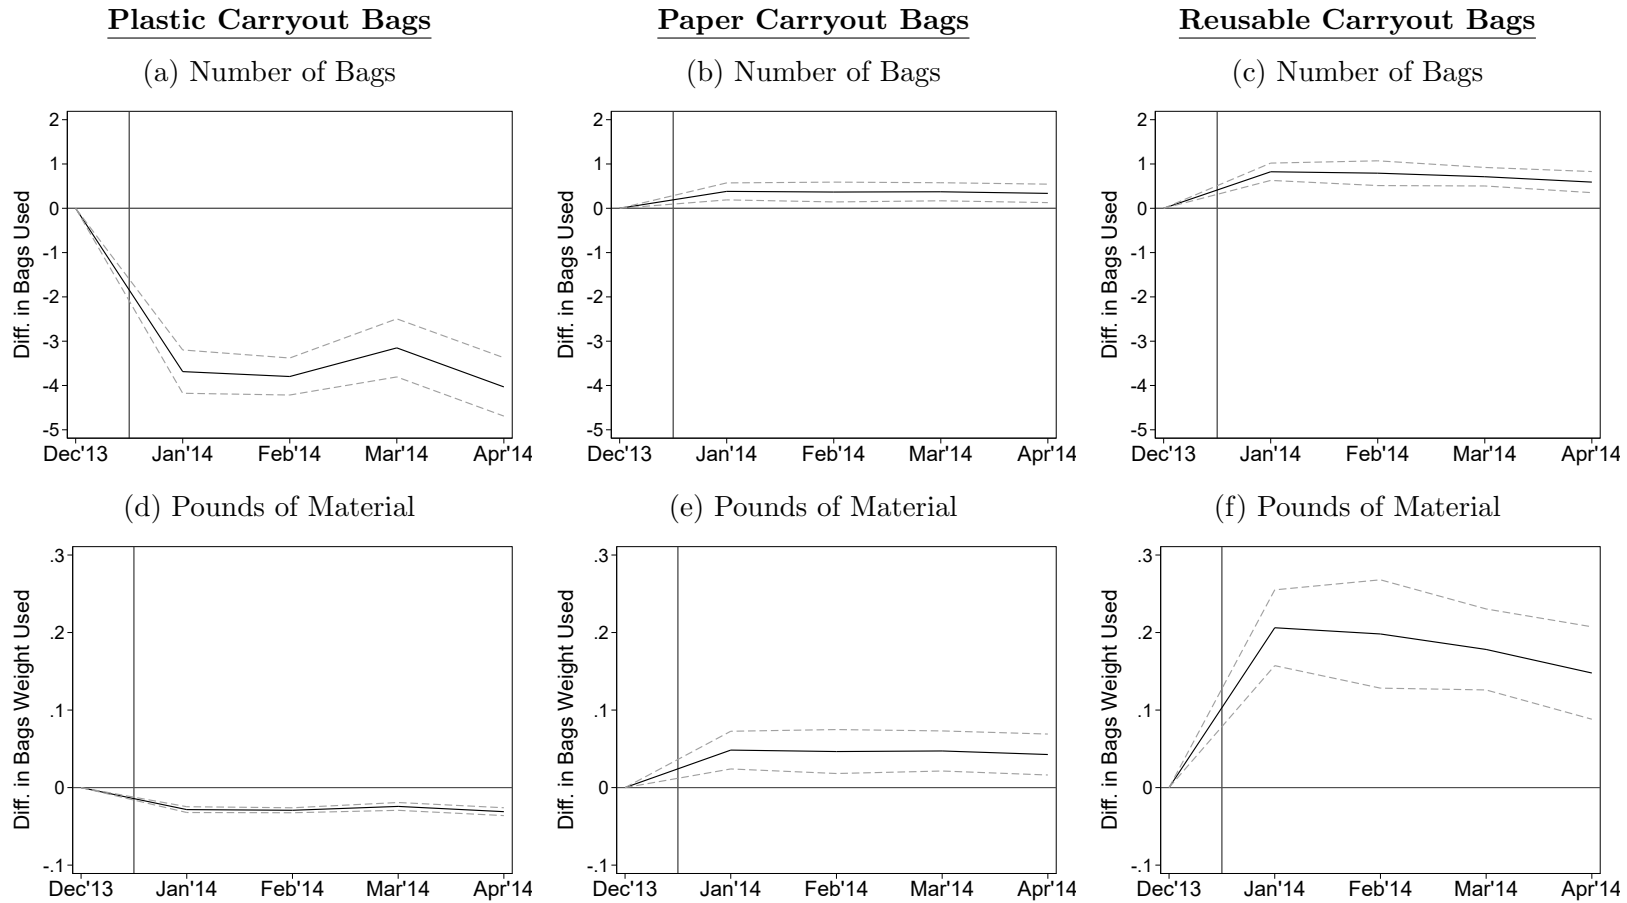 Plastic Carryout Bags
Paper Carryout Bags
Reusable Carryout Bags
(a) Number of Bags
(b) Number of Bags
(c) Number of Bags
Diff. in Bags Used
2
1
0
-1
-2
-3
-4
-5
Dec'13 Jan'14 Feb'14 Mar'14 Apr'14
Diff. in Bags Used
2
1
0
-1
-2
-3
-4
-5
Dec'13 Jan'14 Feb'14 Mar'14 Apr'14
Diff. in Bags Used
2
1
0
-1
-2
-3
-4
-5
Dec'13 Jan'14 Feb'14 Mar'14 Apr'14
(d) Pounds of Material
(e) Pounds of Material
(f) Pounds of Material
Diff. in Bags Weight Used
.3
.2
.1
0
-.1
Dec'13 Jan'14 Feb'14 Mar'14 Apr'14
Diff. in Bags Weight Used
.3
.2
.1
0
-.1
Dec'13 Jan'14 Feb'14 Mar'14 Apr'14
Diff. in Bags Weight Used
.3
.2
.1
0
-.1
Dec'13 Jan'14 Feb'14 Mar'14 Apr'14